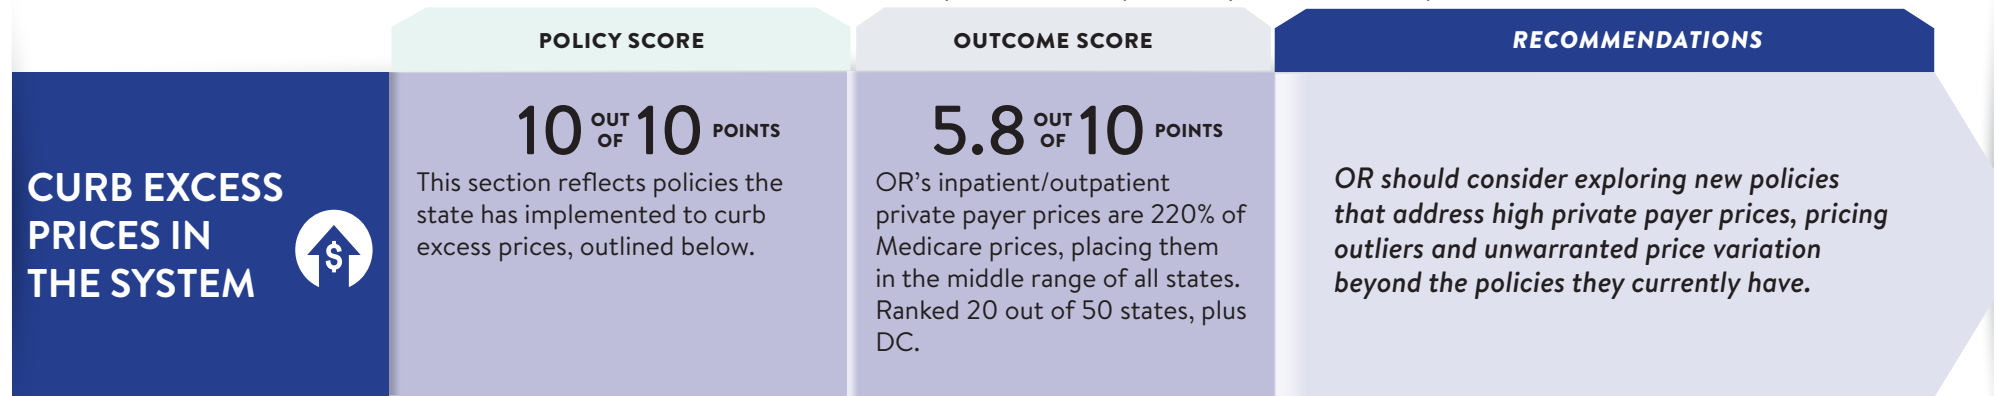 POLICY SCORE
OUTCOME SCORE
RECOMMENDATIONS
CURB EXCESS
PRICES IN
THE SYSTEM
$
10 OUT OF 10 POINTS
This section reflects policies the
state has implemented to curb
excess prices, outlined below.
5.8 OUT OF 10 POINTS
OR's inpatient/outpatient
private payer prices are 220% of
Medicare prices, placing them
in the middle range of all states.
Ranked 20 out of 50 states, plus
DC.
OR should consider exploring new policies
that address high private payer prices, pricing
outliers and unwarranted price variation
beyond the policies they currently have.